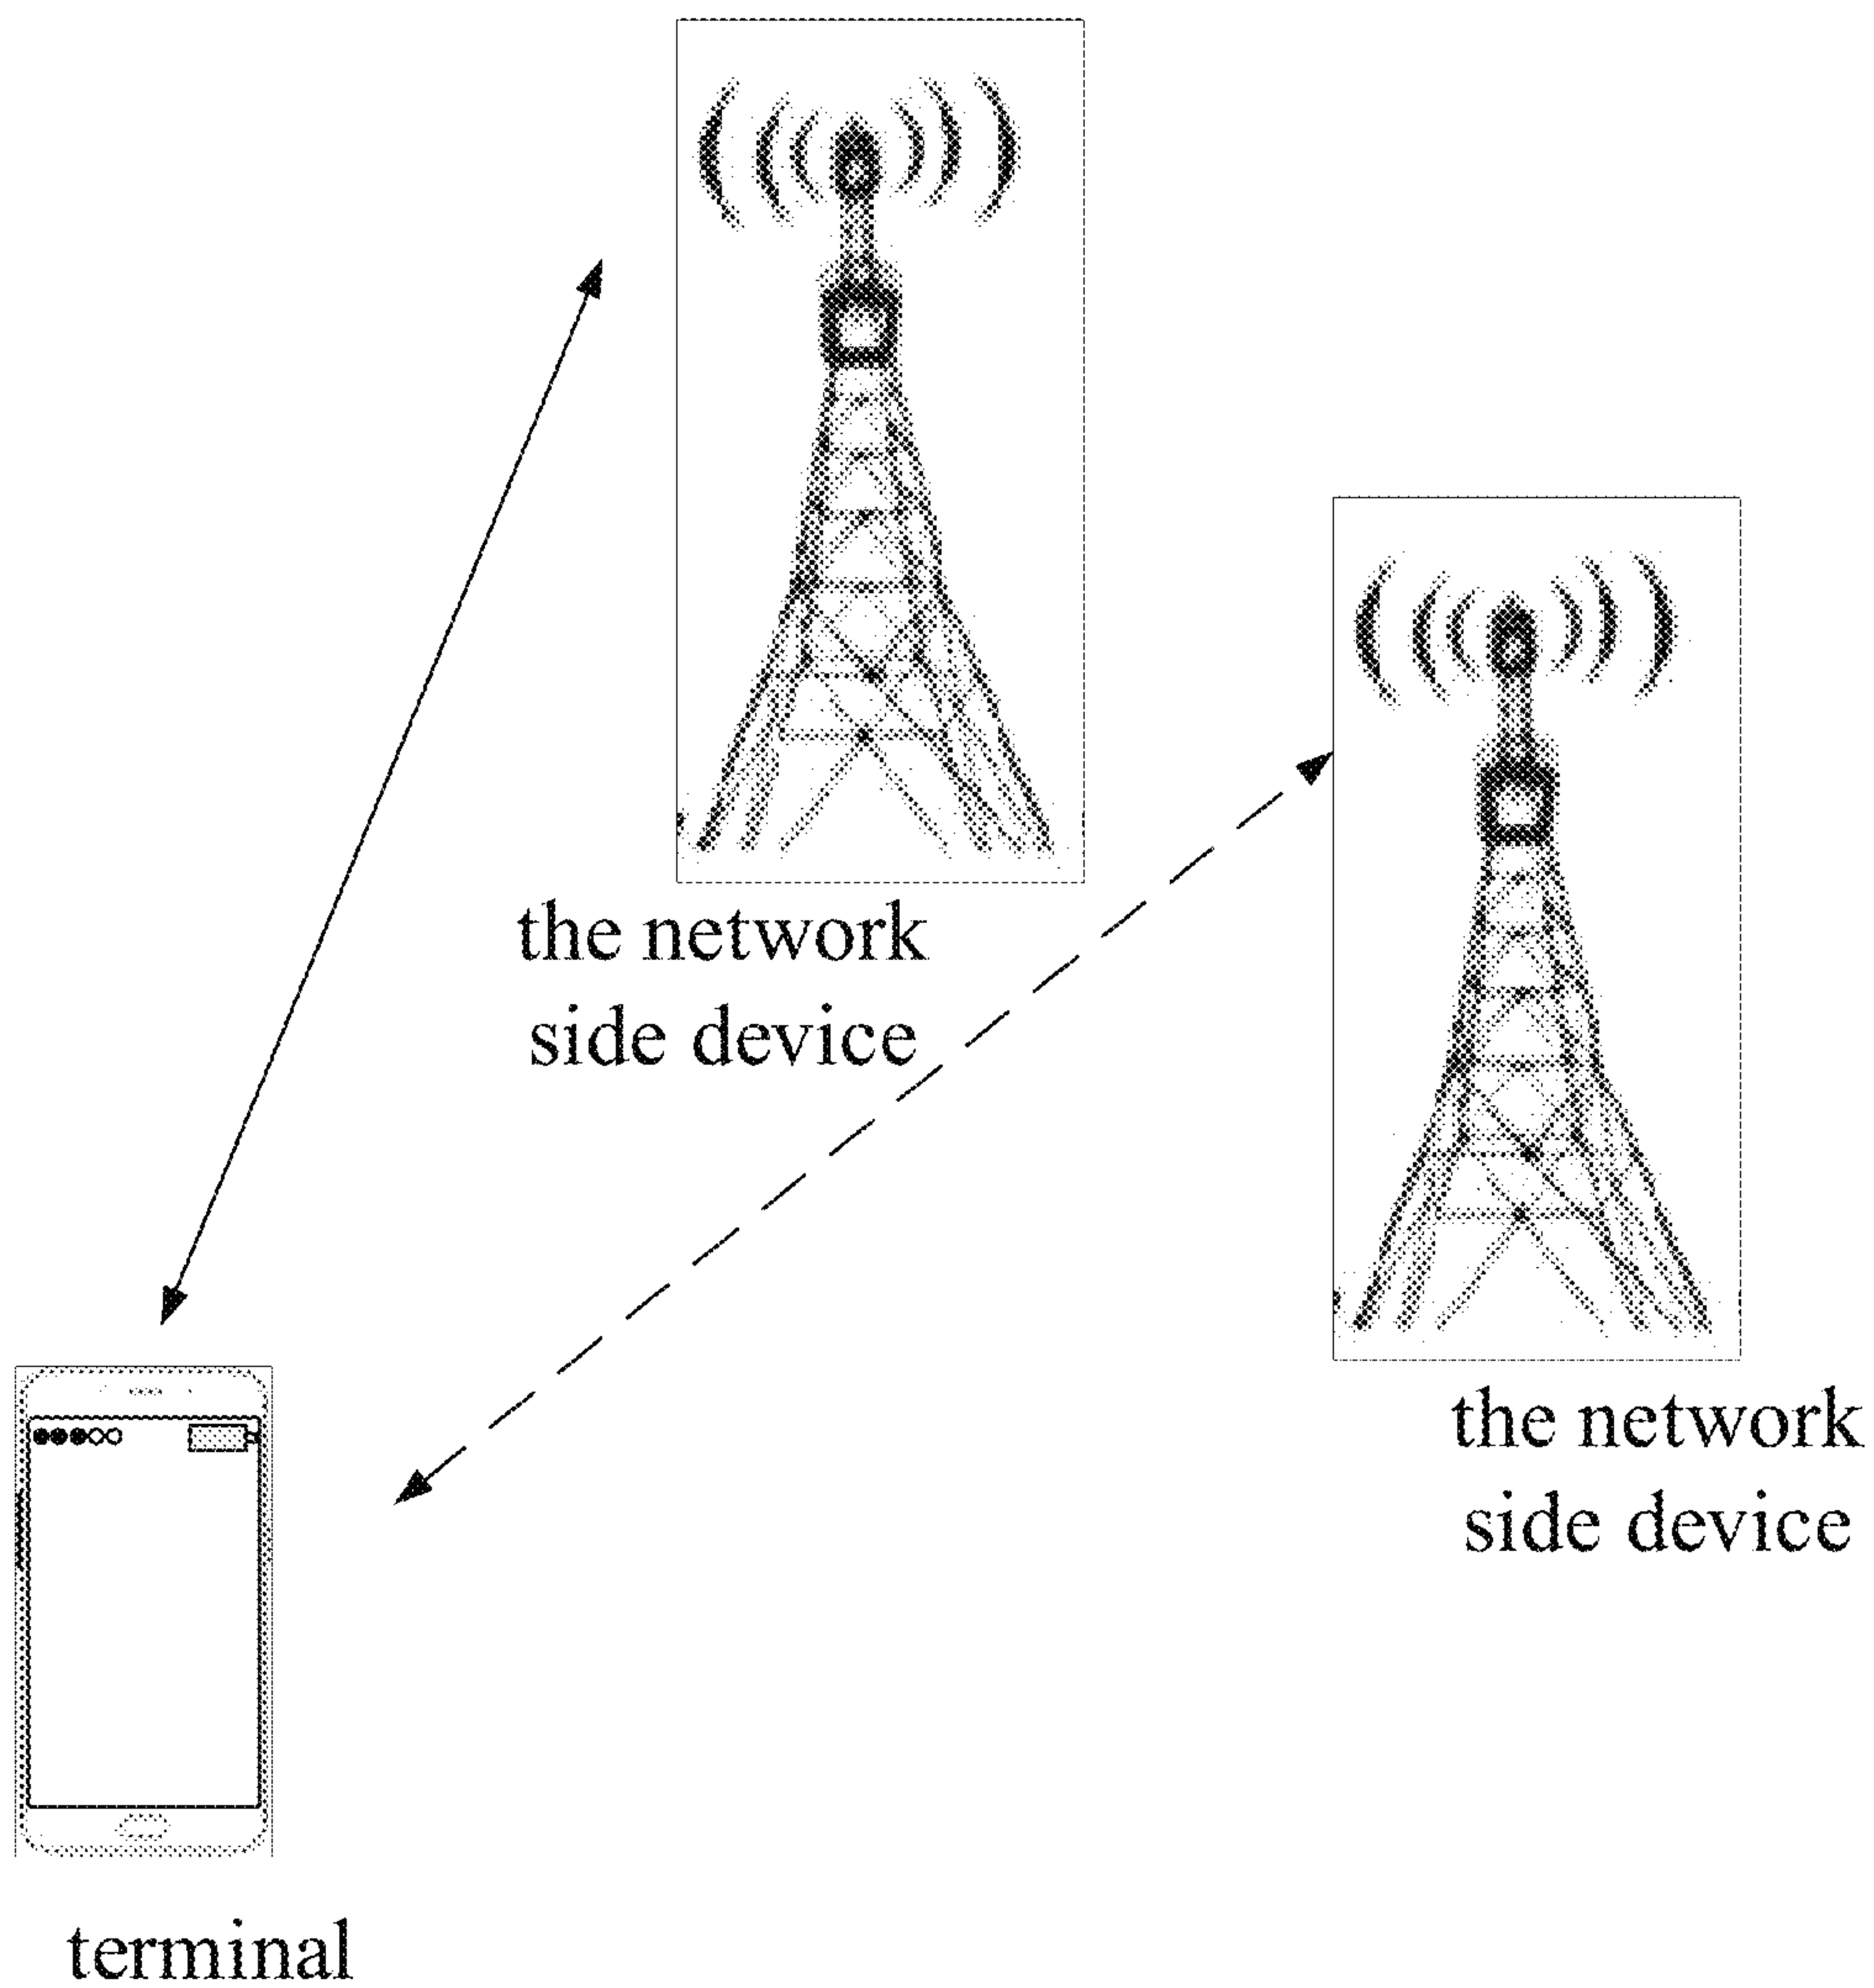 the network
side device
the network
side device
terminal